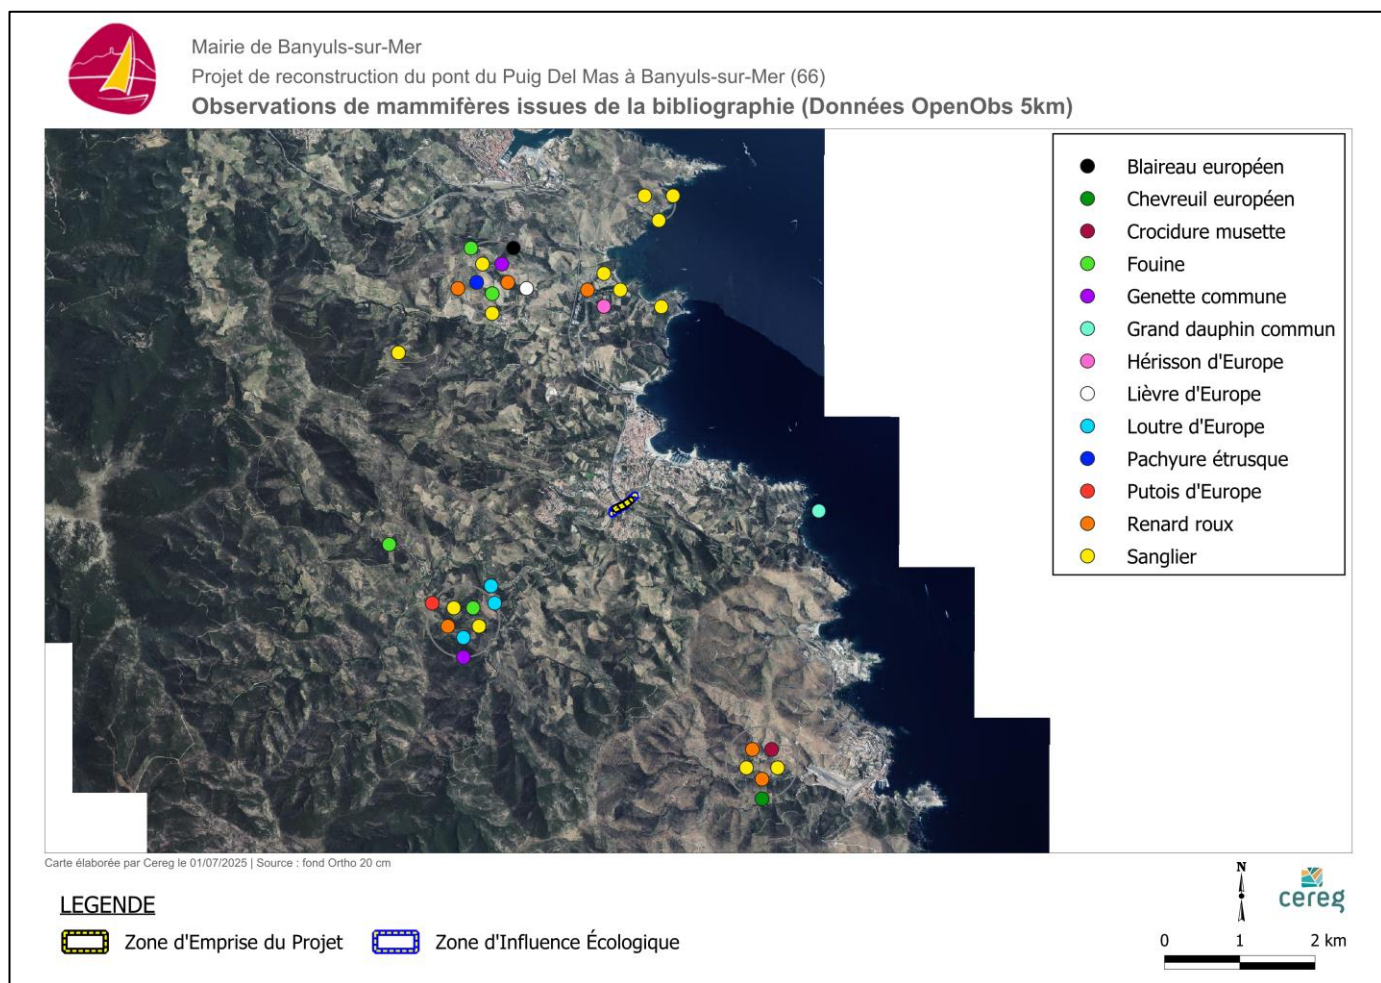 Mairie de Banyuls-sur-Mer
Projet de reconstruction du pont du Puig Del Mas à Banyuls-sur-Mer (66)
Observations de mammifères issues de la bibliographie (Données OpenObs 5km)
Blaireau européen
Chevreuil européen
Crocidure musette
Fouine
Genette commune
Grand dauphin commun
Hérisson d'Europe
Lièvre d'Europe
Loutre d'Europe
Pachyure étrusque
Putois d'Europe
Renard roux
Sanglier
Carte élaborée par Cereg le 01/07/2025 | Source : fond Ortho 20 cm
LEGENDE
Zone d'Emprise du Projet
Zone d'Influence Écologique
N
cereg
0 1 2 km